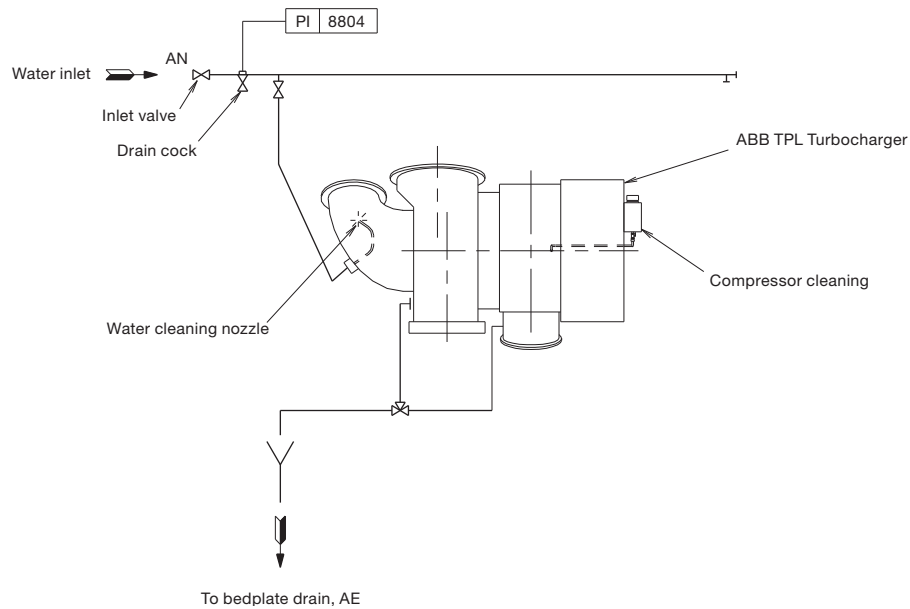 PI 8804
AN
Water inlet
Inlet valve
Drain cock
ABB TPL Turbocharger
Compressor cleaning
Water cleaning nozzle
To bedplate drain, AE